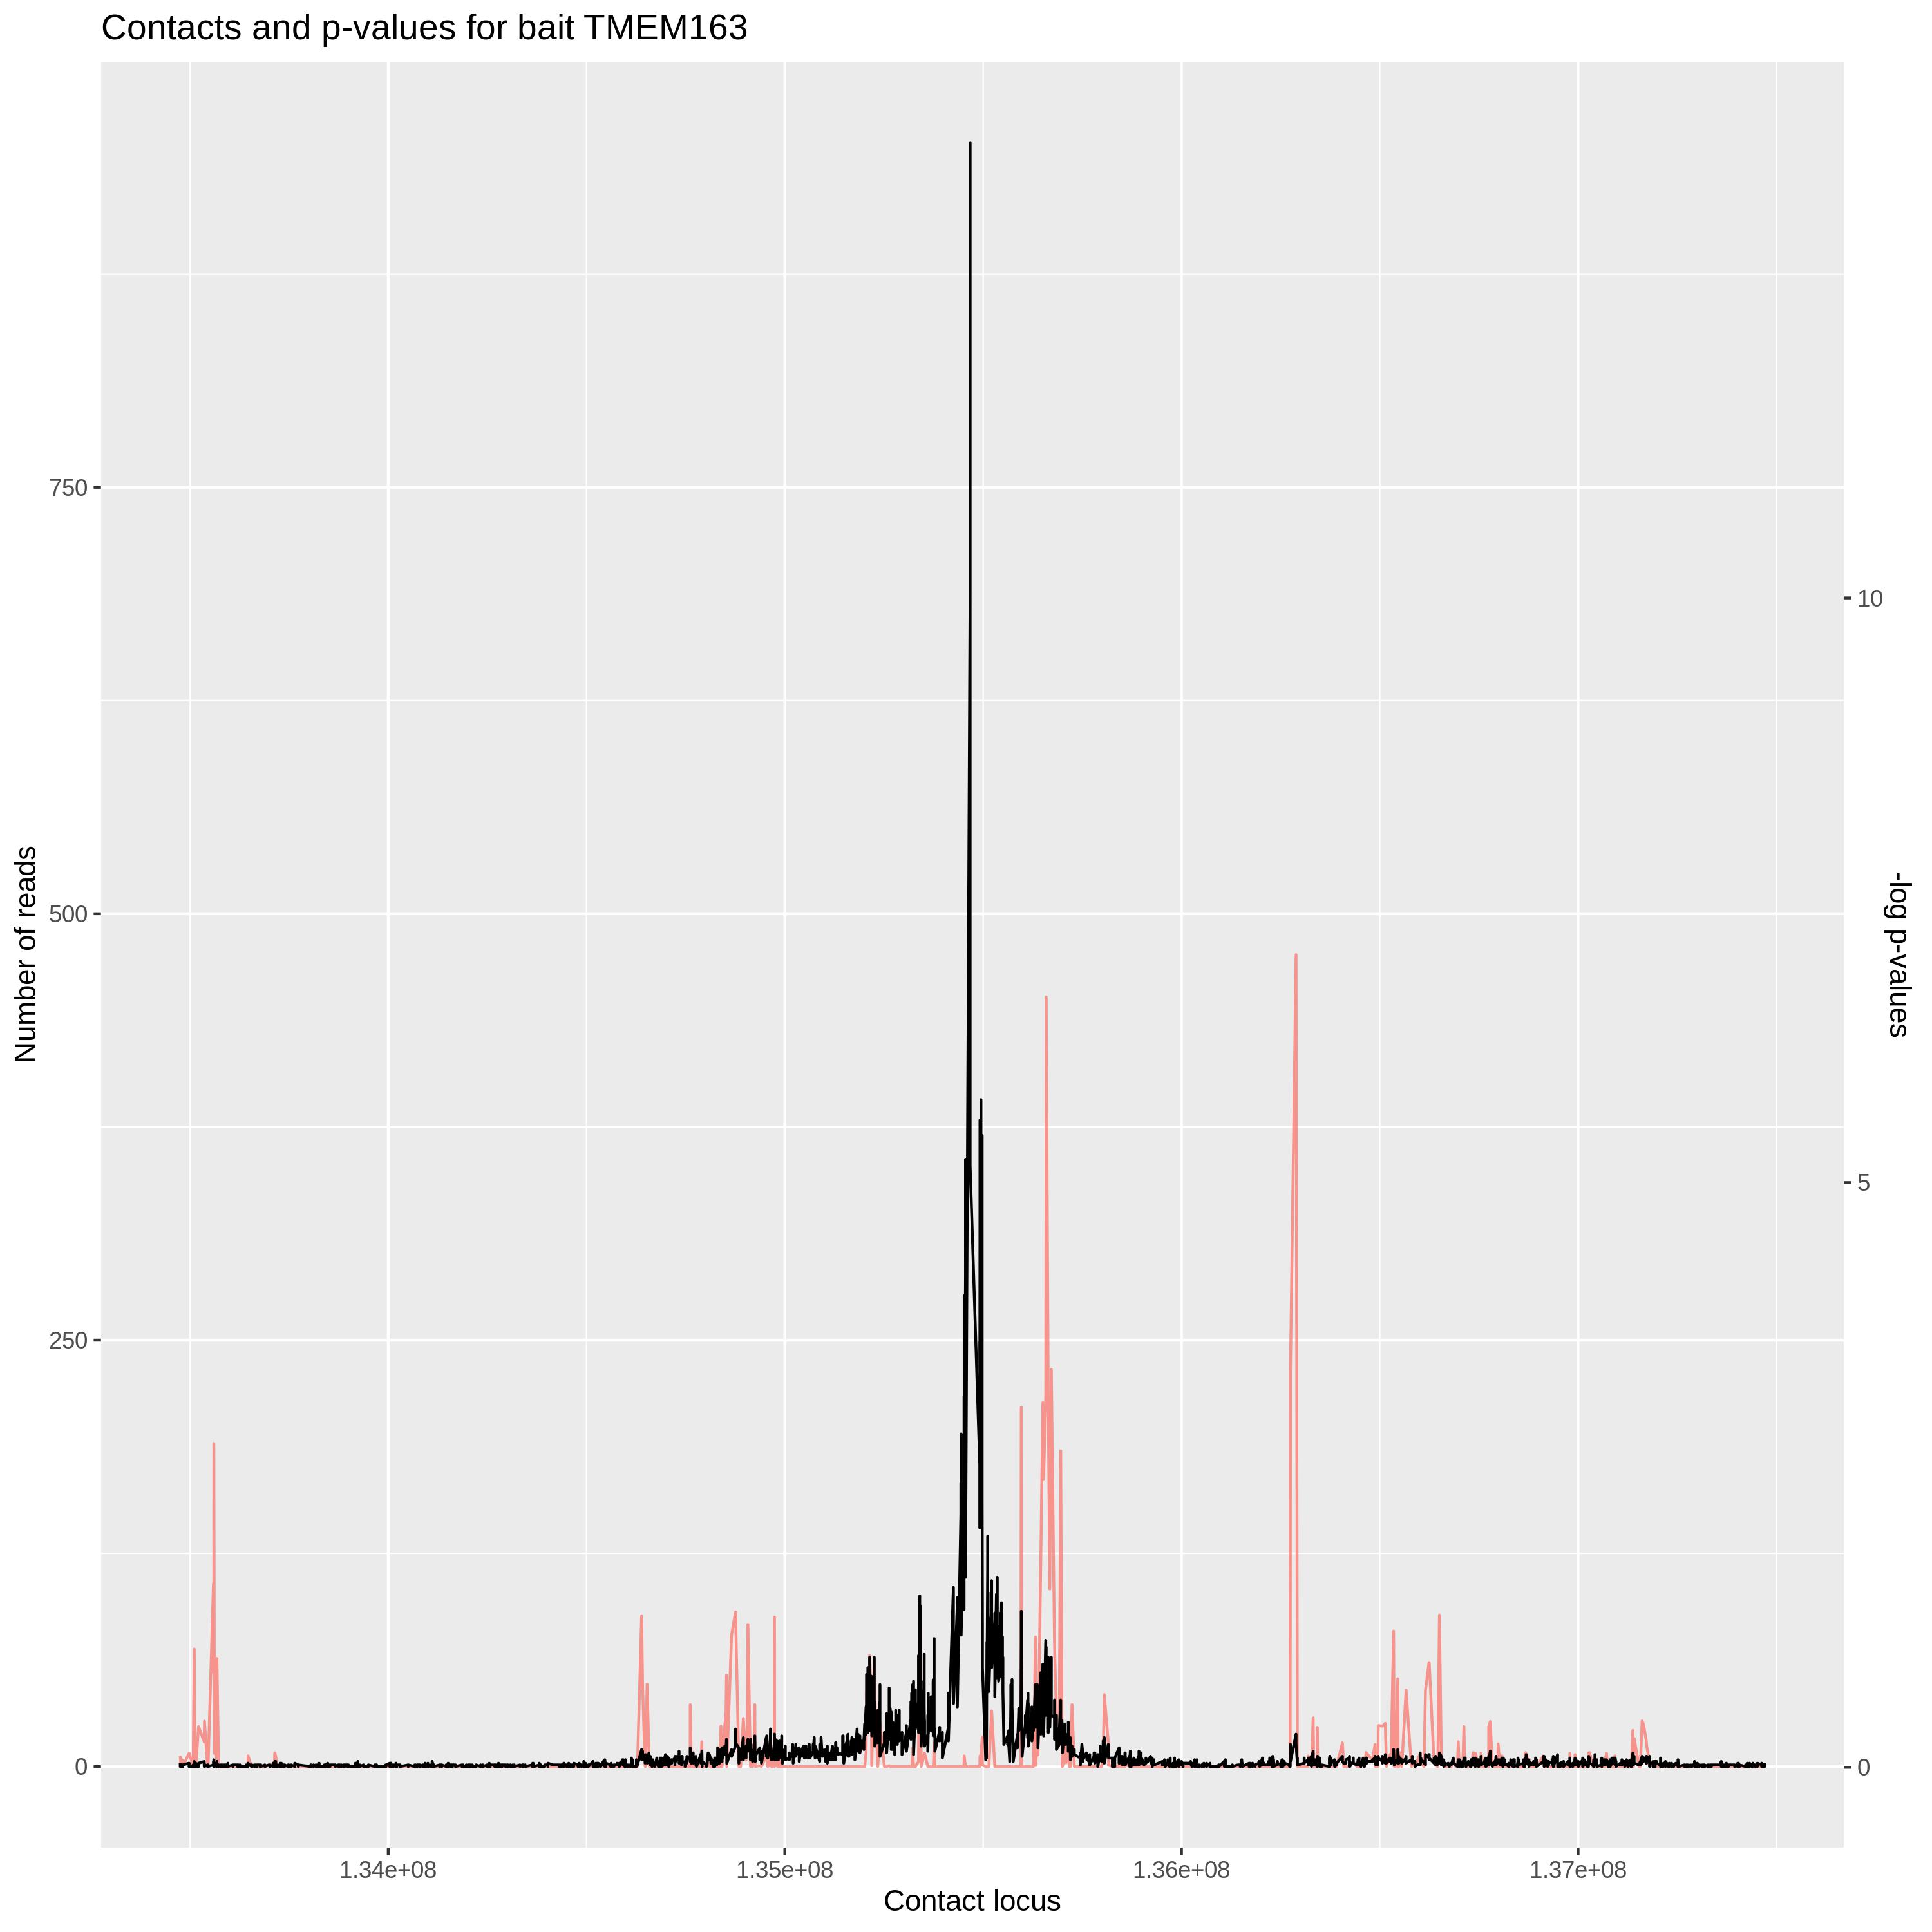 Contacts and p-values for bait TMEM163
Number of reads
750
500
250
0
-log p-values
10
5
0
1.34e+08
1.35e+08
1.36e+08
1.37e+08
Contact locus